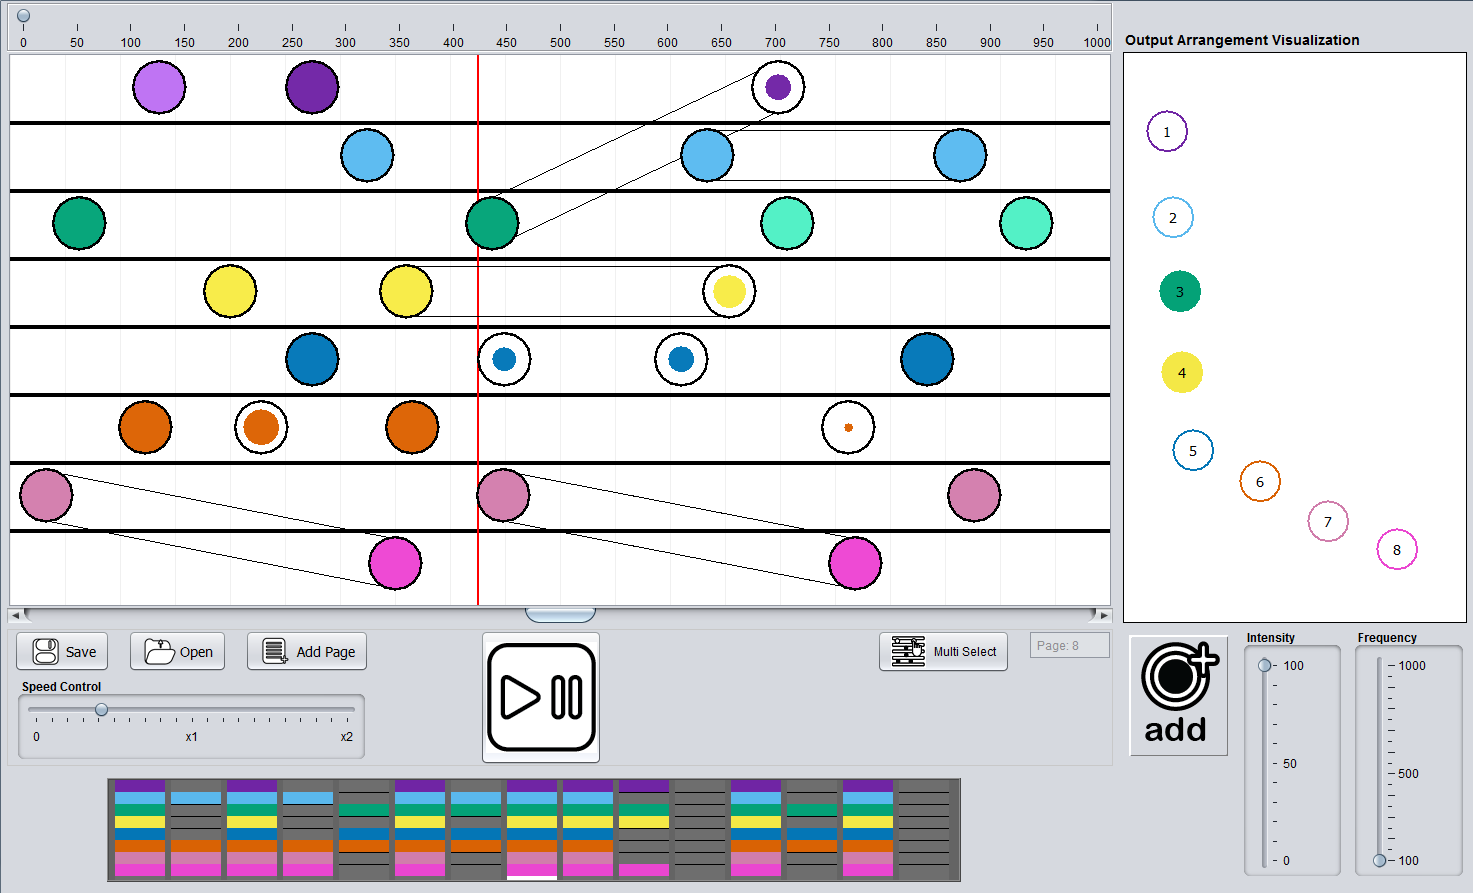 0 50 100 150 200 250 300 350 400 450 500 550 600 650 700 750 800 850 900 950 1000
Output Arrangement Visualization
1
2
3
4
5
6
7
8
Save Open Add Page Multi Select Page: 8
Speed Control
0 x1 x2
add
Intensity
100
50
0
Frequency
1000
500
100